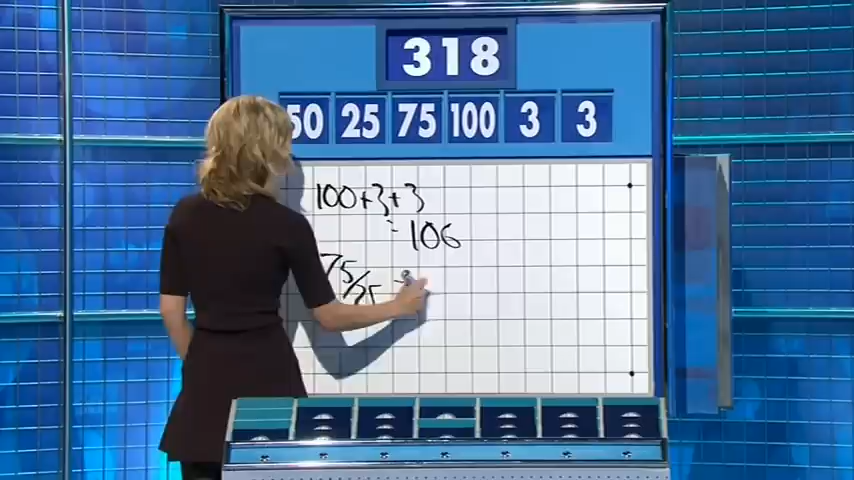 318
50 25 75 100 3 3
100+3+3
= 106
75/25 =